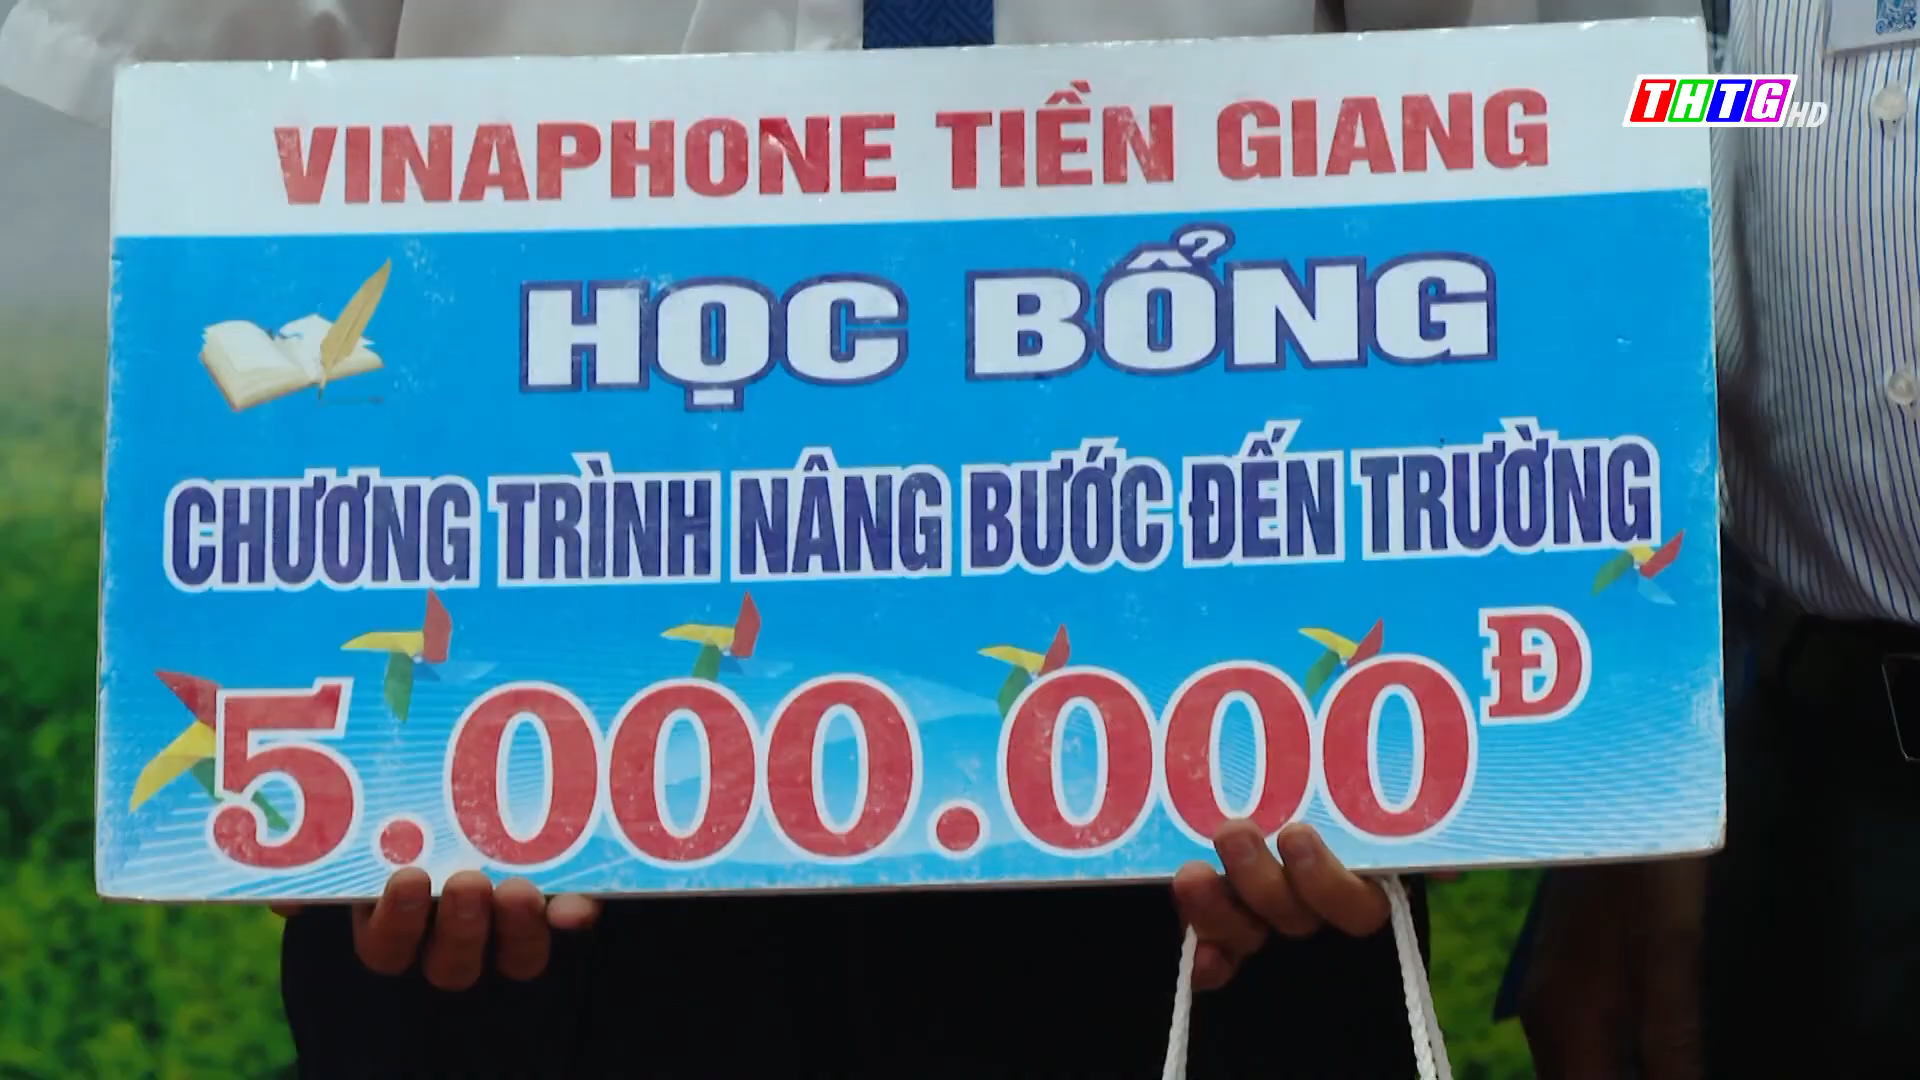 THTG HD
VINAPHONE TIỀN GIANG
HỌC BỔNG
CHƯƠNG TRÌNH NÂNG BƯỚC ĐẾN TRƯỜNG
5.000.000Đ